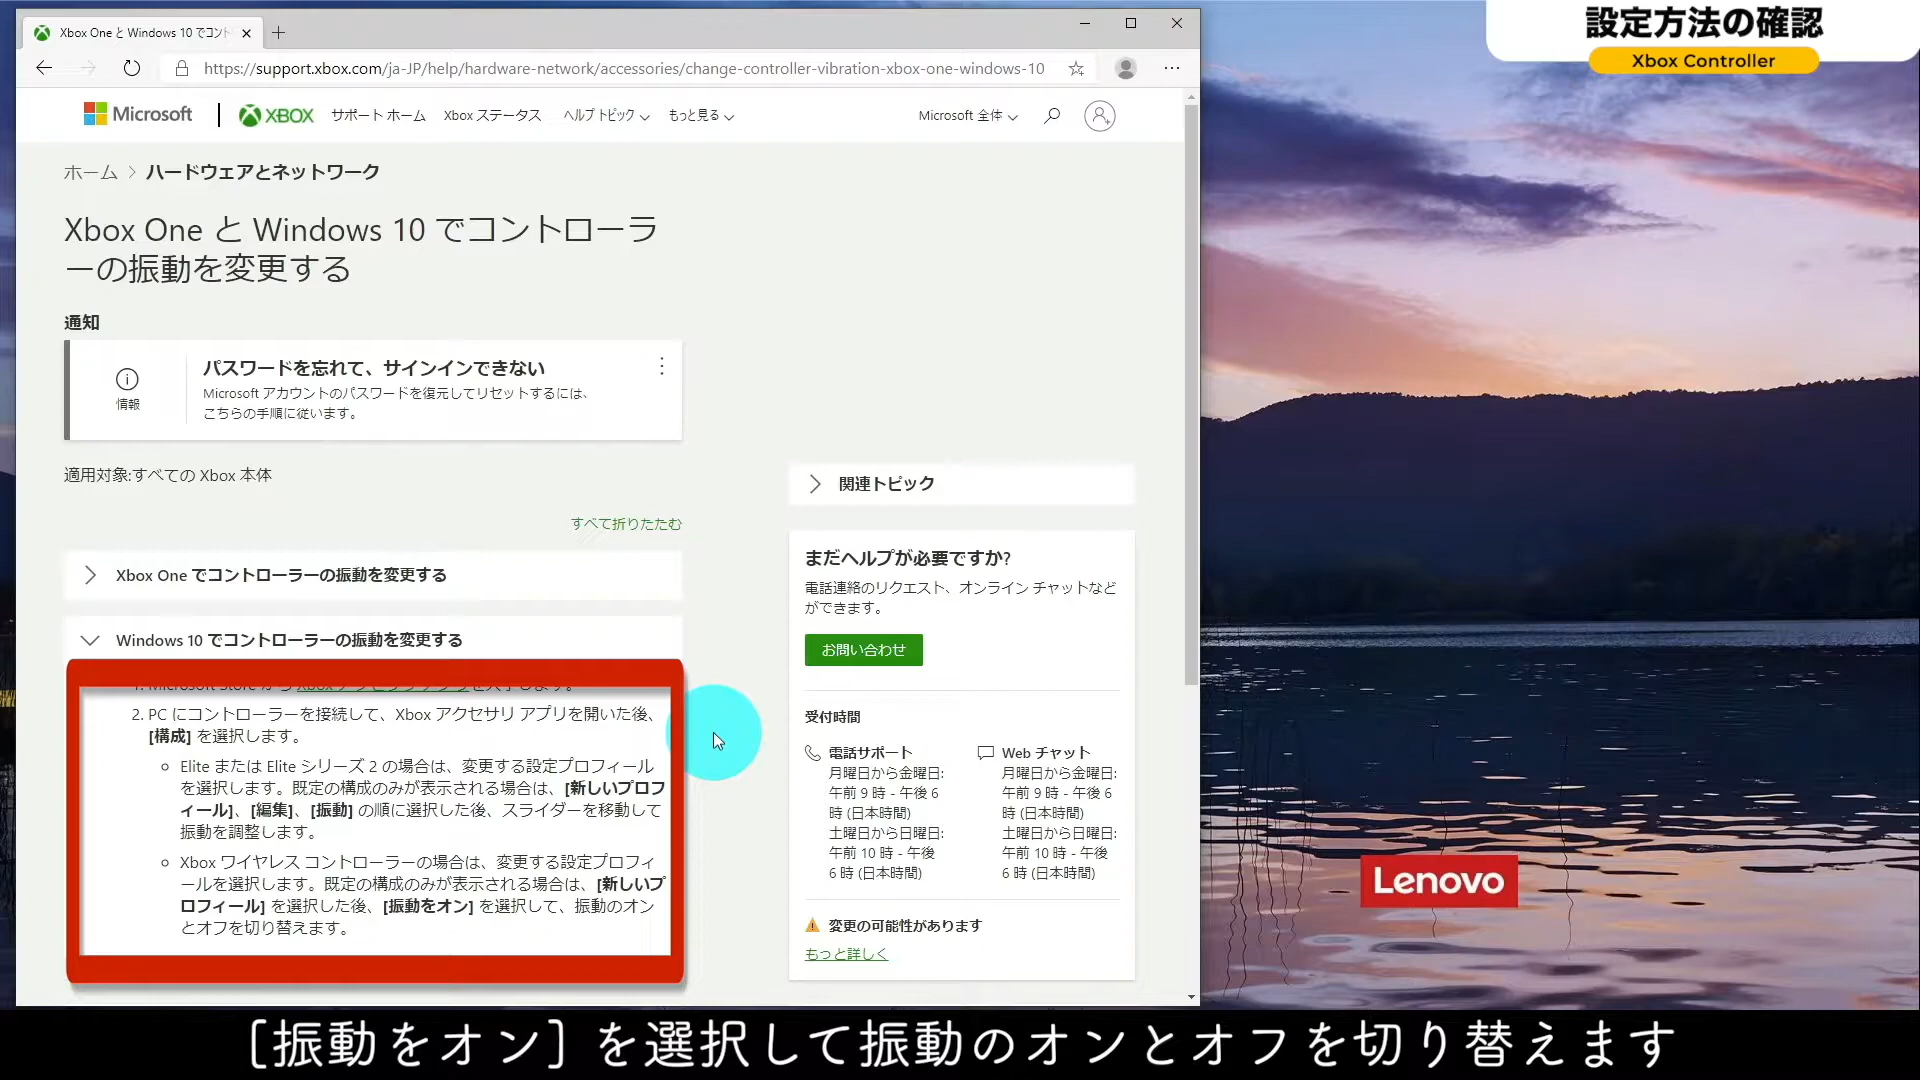 Xbox One と Windows 10 でコント
https://support.xbox.com/ja-JP/help/hardware-network/accessories/change-controller-vibration-xbox-one-windows-10
Microsoft
XBOX
サポート ホーム
Xbox ステータス
ヘルプ トピック
もっと見る
Microsoft 全体
ホーム > ハードウェアとネットワーク
Xbox One と Windows 10 でコントローラ
ーの振動を変更する
通知
情報
パスワードを忘れて、サインインできない
Microsoft アカウントのパスワードを復元してリセットするには、
こちらの手順に従います。
適用対象:すべての Xbox 本体
すべて折りたたむ
Xbox One でコントローラーの振動を変更する
Windows 10 でコントローラーの振動を変更する
1. Microsoft Store から Xbox アクセサリ アプリを入手します。
2. PC にコントローラーを接続して、Xbox アクセサリ アプリを開いた後、
[構成] を選択します。
Elite または Elite シリーズ 2 の場合は、変更する設定プロフィール
を選択します。既定の構成のみが表示される場合は、[新しいプロフ
ィール]、[編集]、[振動] の順に選択した後、スライダーを移動して
振動を調整します。
Xbox ワイヤレス コントローラーの場合は、変更する設定プロフィ
ールを選択します。既定の構成のみが表示される場合は、[新しいプ
ロフィール] を選択した後、[振動をオン] を選択して、振動のオン
とオフを切り替えます。
関連トピック
まだヘルプが必要ですか?
電話連絡のリクエスト、オンライン チャットなど
ができます。
お問い合わせ
受付時間
電話サポート
月曜日から金曜日:
午前 9 時 - 午後 6
時 (日本時間)
土曜日から日曜日:
午前 10 時 - 午後
6 時 (日本時間)
Web チャット
月曜日から金曜日:
午前 9 時 - 午後 6
時 (日本時間)
土曜日から日曜日:
午前 10 時 - 午後
6 時 (日本時間)
変更の可能性があります
もっと詳しく
設定方法の確認
Xbox Controller
Lenovo
[振動をオン] を選択して振動のオンとオフを切り替えます